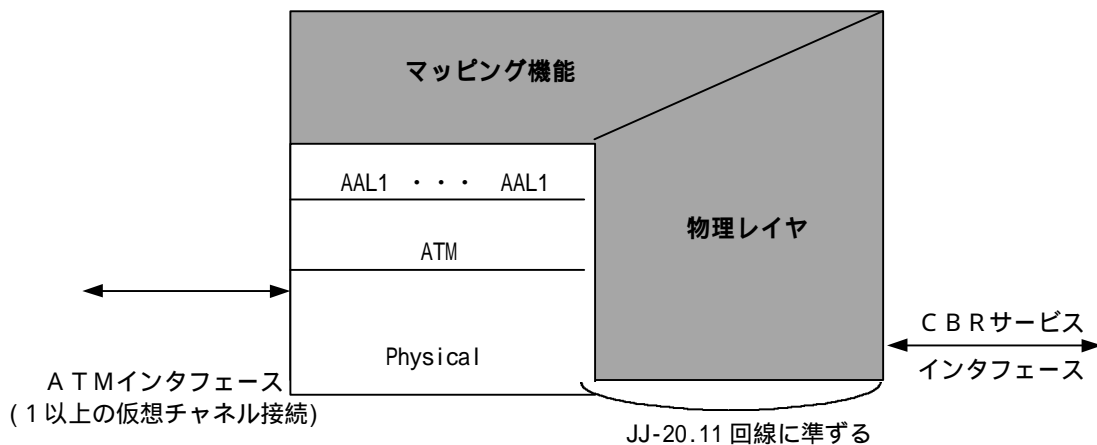 マッピング機能
AAL1 ・・・ AAL1
物理レイヤ
ATM
Physical
ＡＴＭインタフェース
(１以上の仮想チャネル接続)
ＣＢＲサービス
インタフェース
JJ-20.11 回線に準ずる